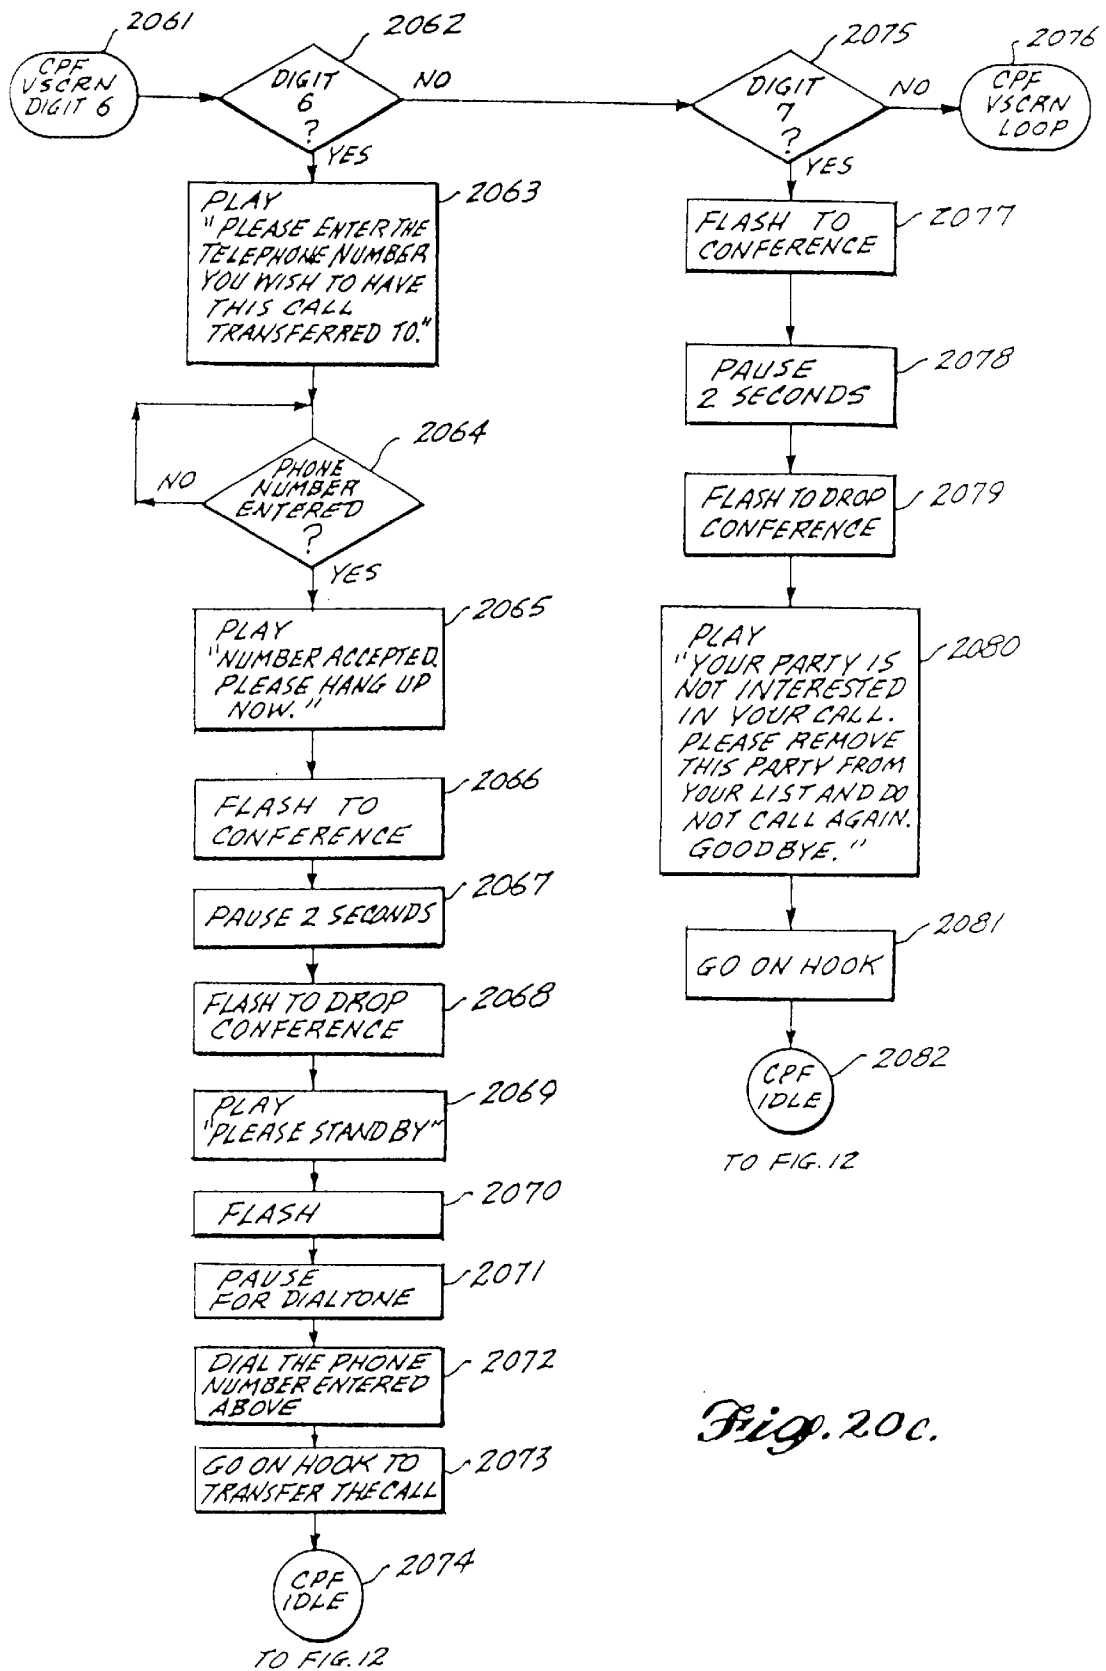 2061
CPF
VSCRN
DIGIT 6
2062
DIGIT
6
?
NO
YES
2075
DIGIT
7
?
NO
YES
2076
CPF
VSCRN
LOOP
2063
PLAY
"PLEASE ENTER THE
TELEPHONE NUMBER
YOU WISH TO HAVE
THIS CALL
TRANSFERRED TO."
2064
PHONE
NUMBER
ENTERED
?
NO
YES
2065
PLAY
"NUMBER ACCEPTED.
PLEASE HANG UP
NOW."
2066
FLASH TO
CONFERENCE
2067
PAUSE 2 SECONDS
2068
FLASH TO DROP
CONFERENCE
2069
PLAY
"PLEASE STAND BY"
2070
FLASH
2071
PAUSE
FOR DIALTONE
2072
DIAL THE PHONE
NUMBER ENTERED
ABOVE
2073
GO ON HOOK TO
TRANSFER THE CALL
2074
CPF
IDLE
TO FIG. 12
2077
FLASH TO
CONFERENCE
2078
PAUSE
2 SECONDS
2079
FLASH TO DROP
CONFERENCE
2080
PLAY
"YOUR PARTY IS
NOT INTERESTED
IN YOUR CALL.
PLEASE REMOVE
THIS PARTY FROM
YOUR LIST AND DO
NOT CALL AGAIN.
GOODBYE."
2081
GO ON HOOK
2082
CPF
IDLE
TO FIG. 12
Fig. 20c.